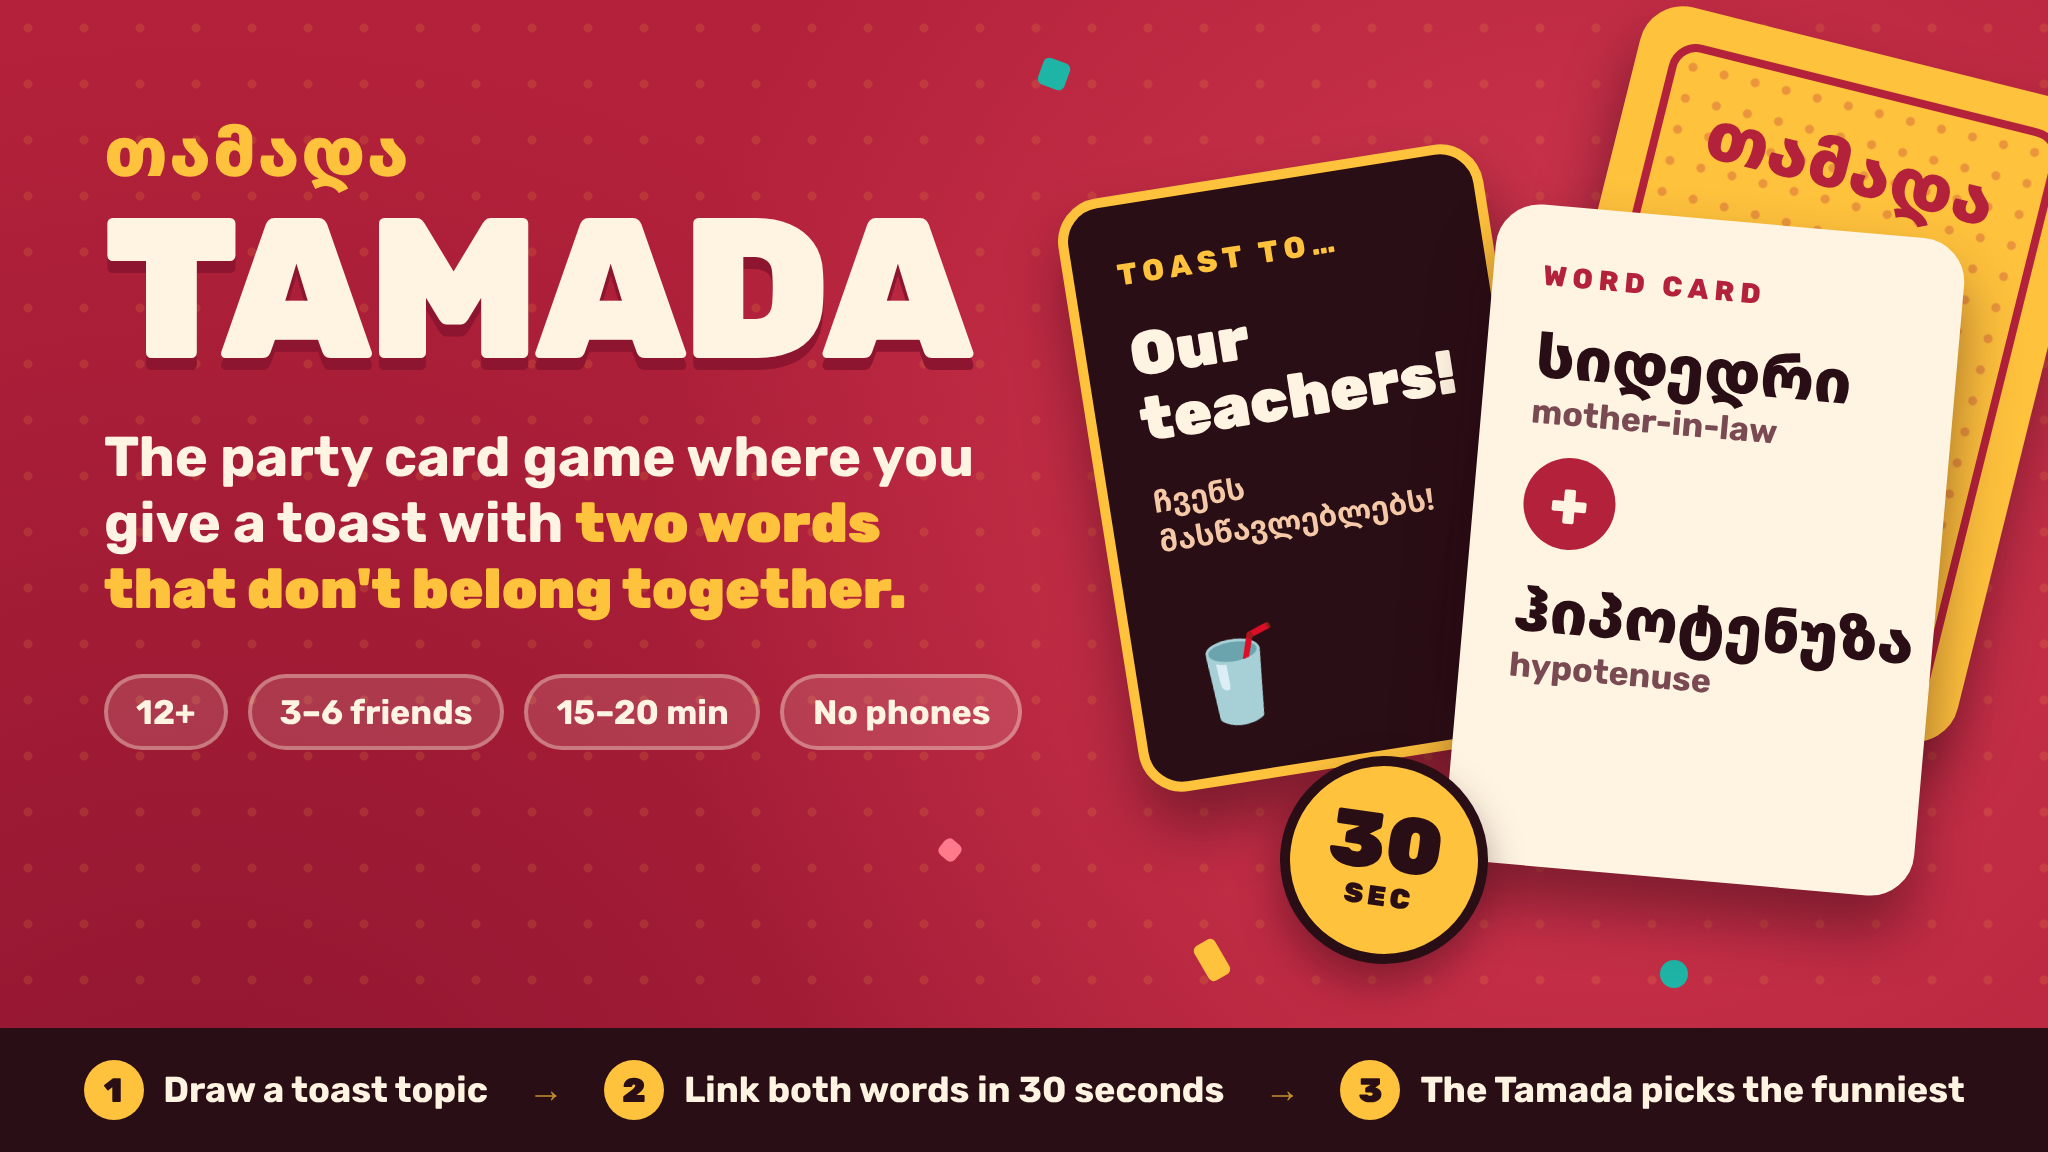 თამადა
TAMADA
The party card game where you
give a toast with two words
that don't belong together.
12+
3–6 friends
15–20 min
No phones
TOAST TO…
Our
teachers!
ჩვენს
მასწავლებლებს!
თამადა
WORD CARD
სიდედრი
mother-in-law
+
ჰიპოტენუზა
hypotenuse
30
SEC
1 Draw a toast topic → 2 Link both words in 30 seconds → 3 The Tamada picks the funniest